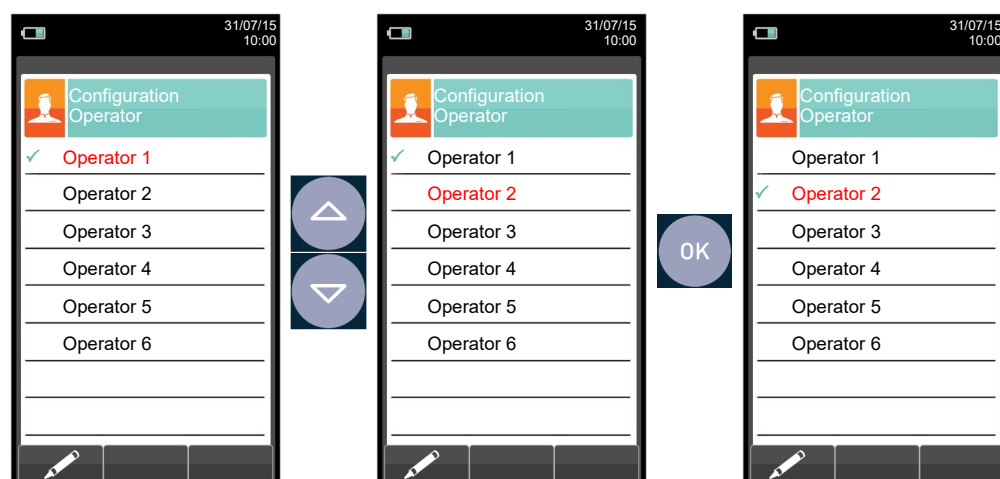 31/07/15
10:00
Configuration
Operator
Operator 1
Operator 2
Operator 3
Operator 4
Operator 5
Operator 6
31/07/15
10:00
Configuration
Operator
Operator 1
Operator 2
Operator 3
Operator 4
Operator 5
Operator 6
OK
31/07/15
10:00
Configuration
Operator
Operator 1
Operator 2
Operator 3
Operator 4
Operator 5
Operator 6